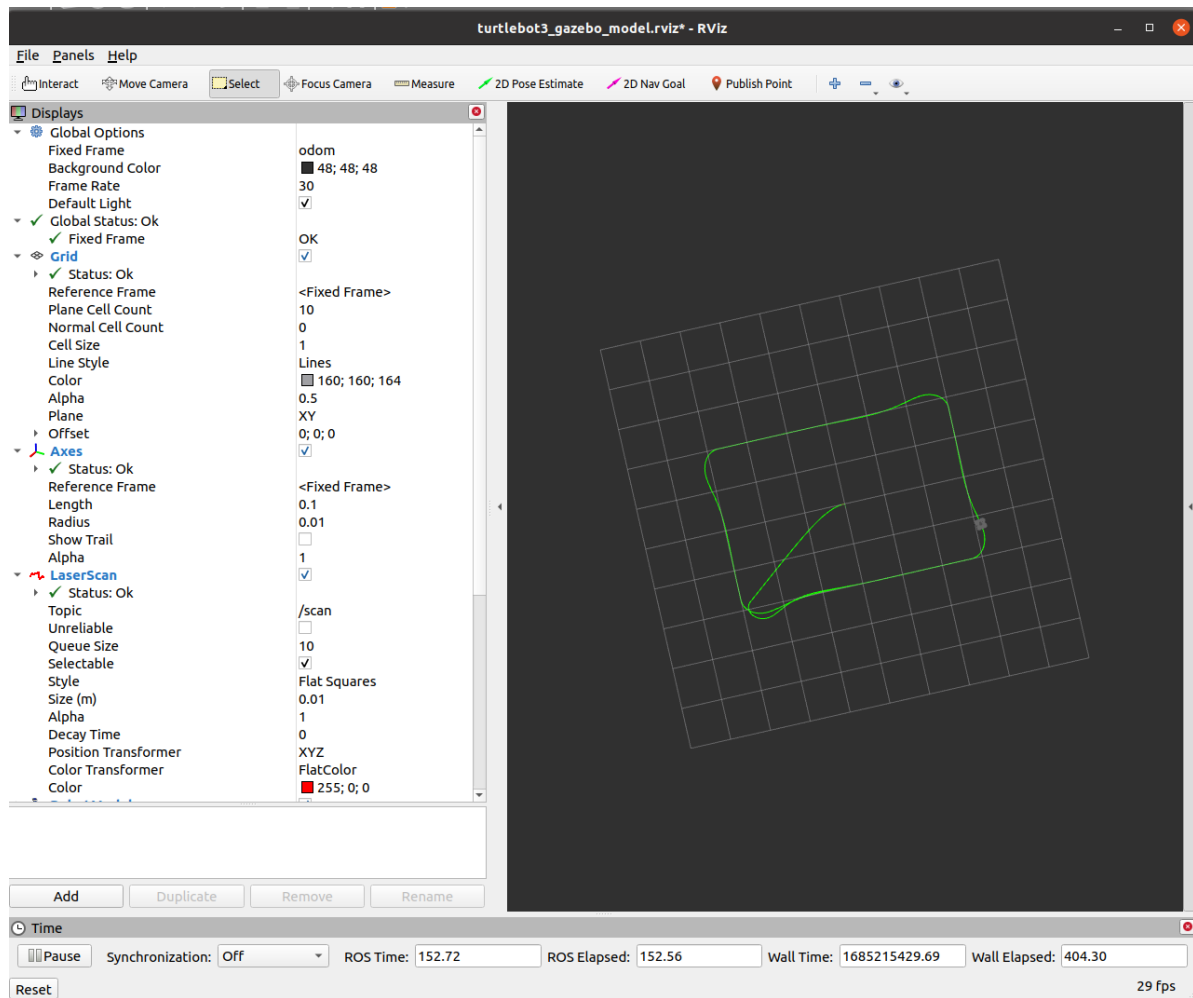 turtlebot3_gazebo_model.rviz* - RViz
File Panels Help
Interact Move Camera Select Focus Camera Measure 2D Pose Estimate 2D Nav Goal Publish Point
Displays
Global Options
Fixed Frame odom
Background Color 48; 48; 48
Frame Rate 30
Default Light
Global Status: Ok
Fixed Frame OK
Grid
Status: Ok
Reference Frame <Fixed Frame>
Plane Cell Count 10
Normal Cell Count 0
Cell Size 1
Line Style Lines
Color 160; 160; 164
Alpha 0.5
Plane XY
Offset 0; 0; 0
Axes
Status: Ok
Reference Frame <Fixed Frame>
Length 0.1
Radius 0.01
Show Trail
Alpha 1
LaserScan
Status: Ok
Topic /scan
Unreliable
Queue Size 10
Selectable
Style Flat Squares
Size (m) 0.01
Alpha 1
Decay Time 0
Position Transformer XYZ
Color Transformer FlatColor
Color 255; 0; 0
Add Duplicate Remove Rename
Time
Pause Synchronization: Off ROS Time: 152.72 ROS Elapsed: 152.56 Wall Time: 1685215429.69 Wall Elapsed: 404.30
Reset 29 fps